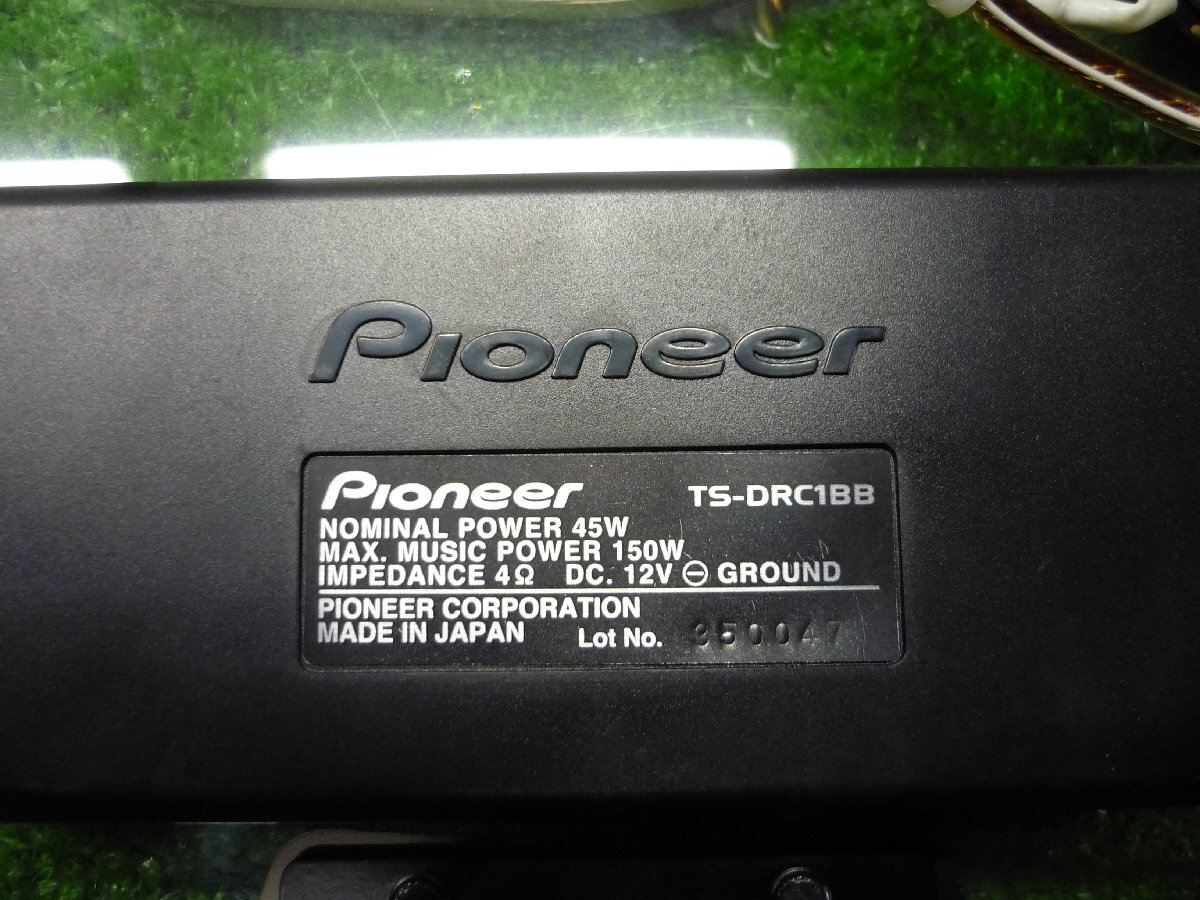 Pioneer
Pioneer TS-DRC1BB
NOMINAL POWER 45W
MAX. MUSIC POWER 150W
IMPEDANCE 4Ω DC. 12V ⊖ GROUND
PIONEER CORPORATION
MADE IN JAPAN Lot No. 350047